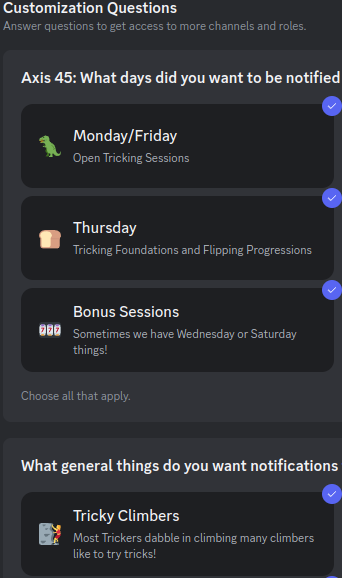 Customization Questions
Answer questions to get access to more channels and roles.
Axis 45: What days did you want to be notified
Monday/Friday
Open Tricking Sessions
Thursday
Tricking Foundations and Flipping Progressions
777
Bonus Sessions
Sometimes we have Wednesday or Saturday
things!
Choose all that apply.
What general things do you want notifications
Tricky Climbers
Most Trickers dabble in climbing many climbers
like to try tricks!